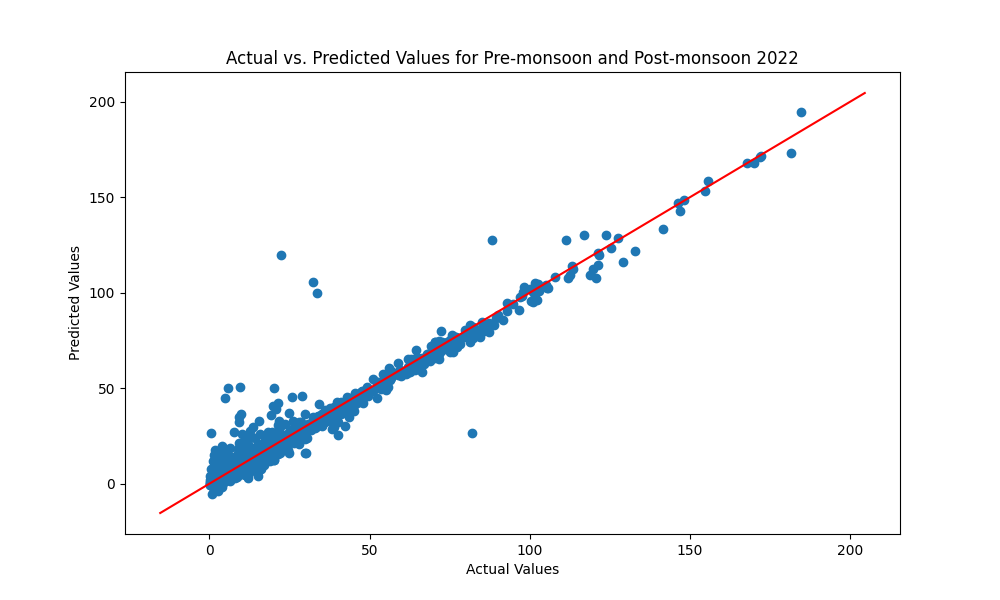 Actual vs. Predicted Values for Pre-monsoon and Post-monsoon 2022
200
150
100
50
0
Predicted Values
0 50 100 150 200
Actual Values